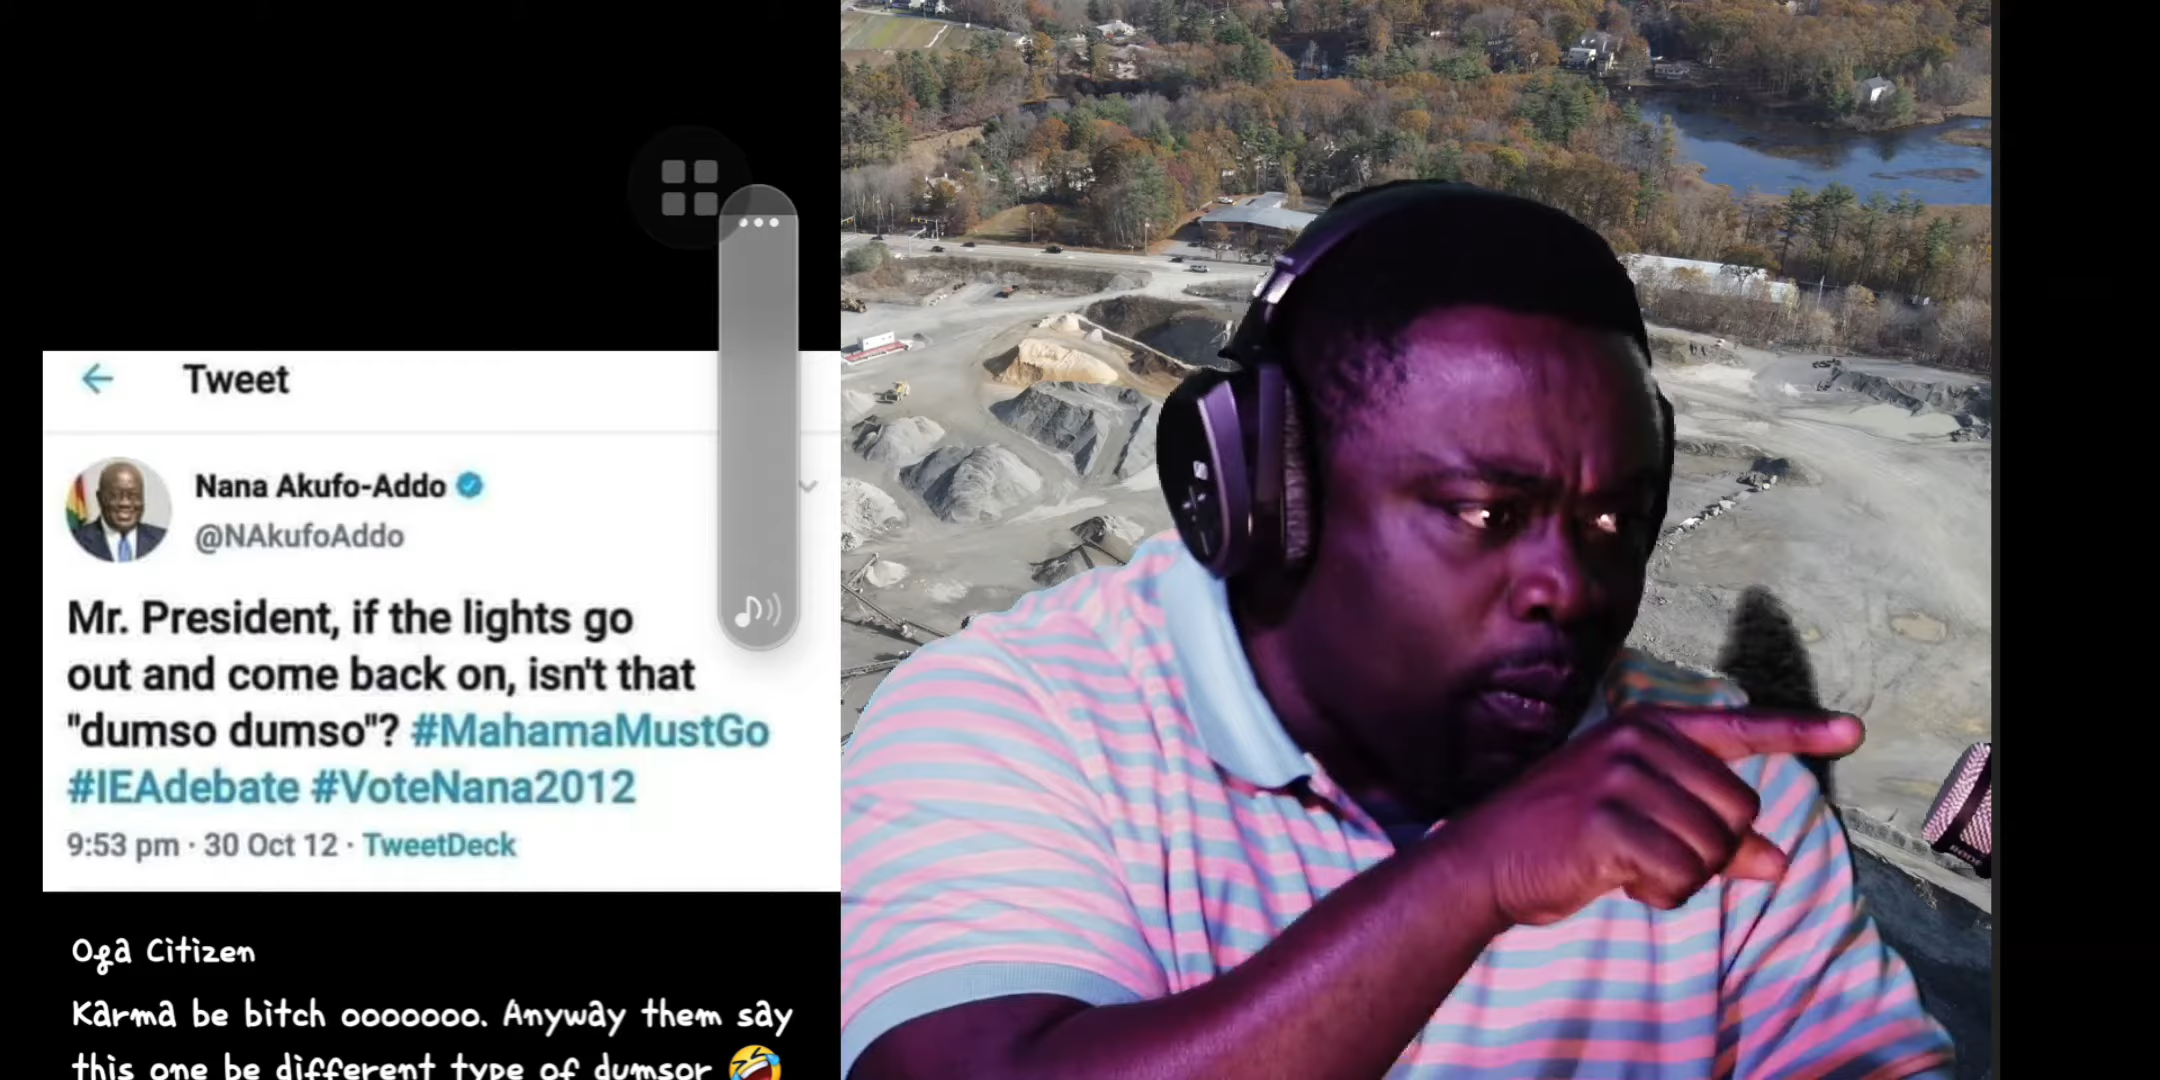 Tweet
Nana Akufo-Addo
@NAkufoAddo
Mr. President, if the lights go
out and come back on, isn't that
"dumso dumso"? #MahamaMustGo
#IEAdebate #VoteNana2012
9:53 pm · 30 Oct 12 · TweetDeck
Oga Citizen
Karma be bitch ooooooo. Anyway them say
this one be different type of dumsor 🤣